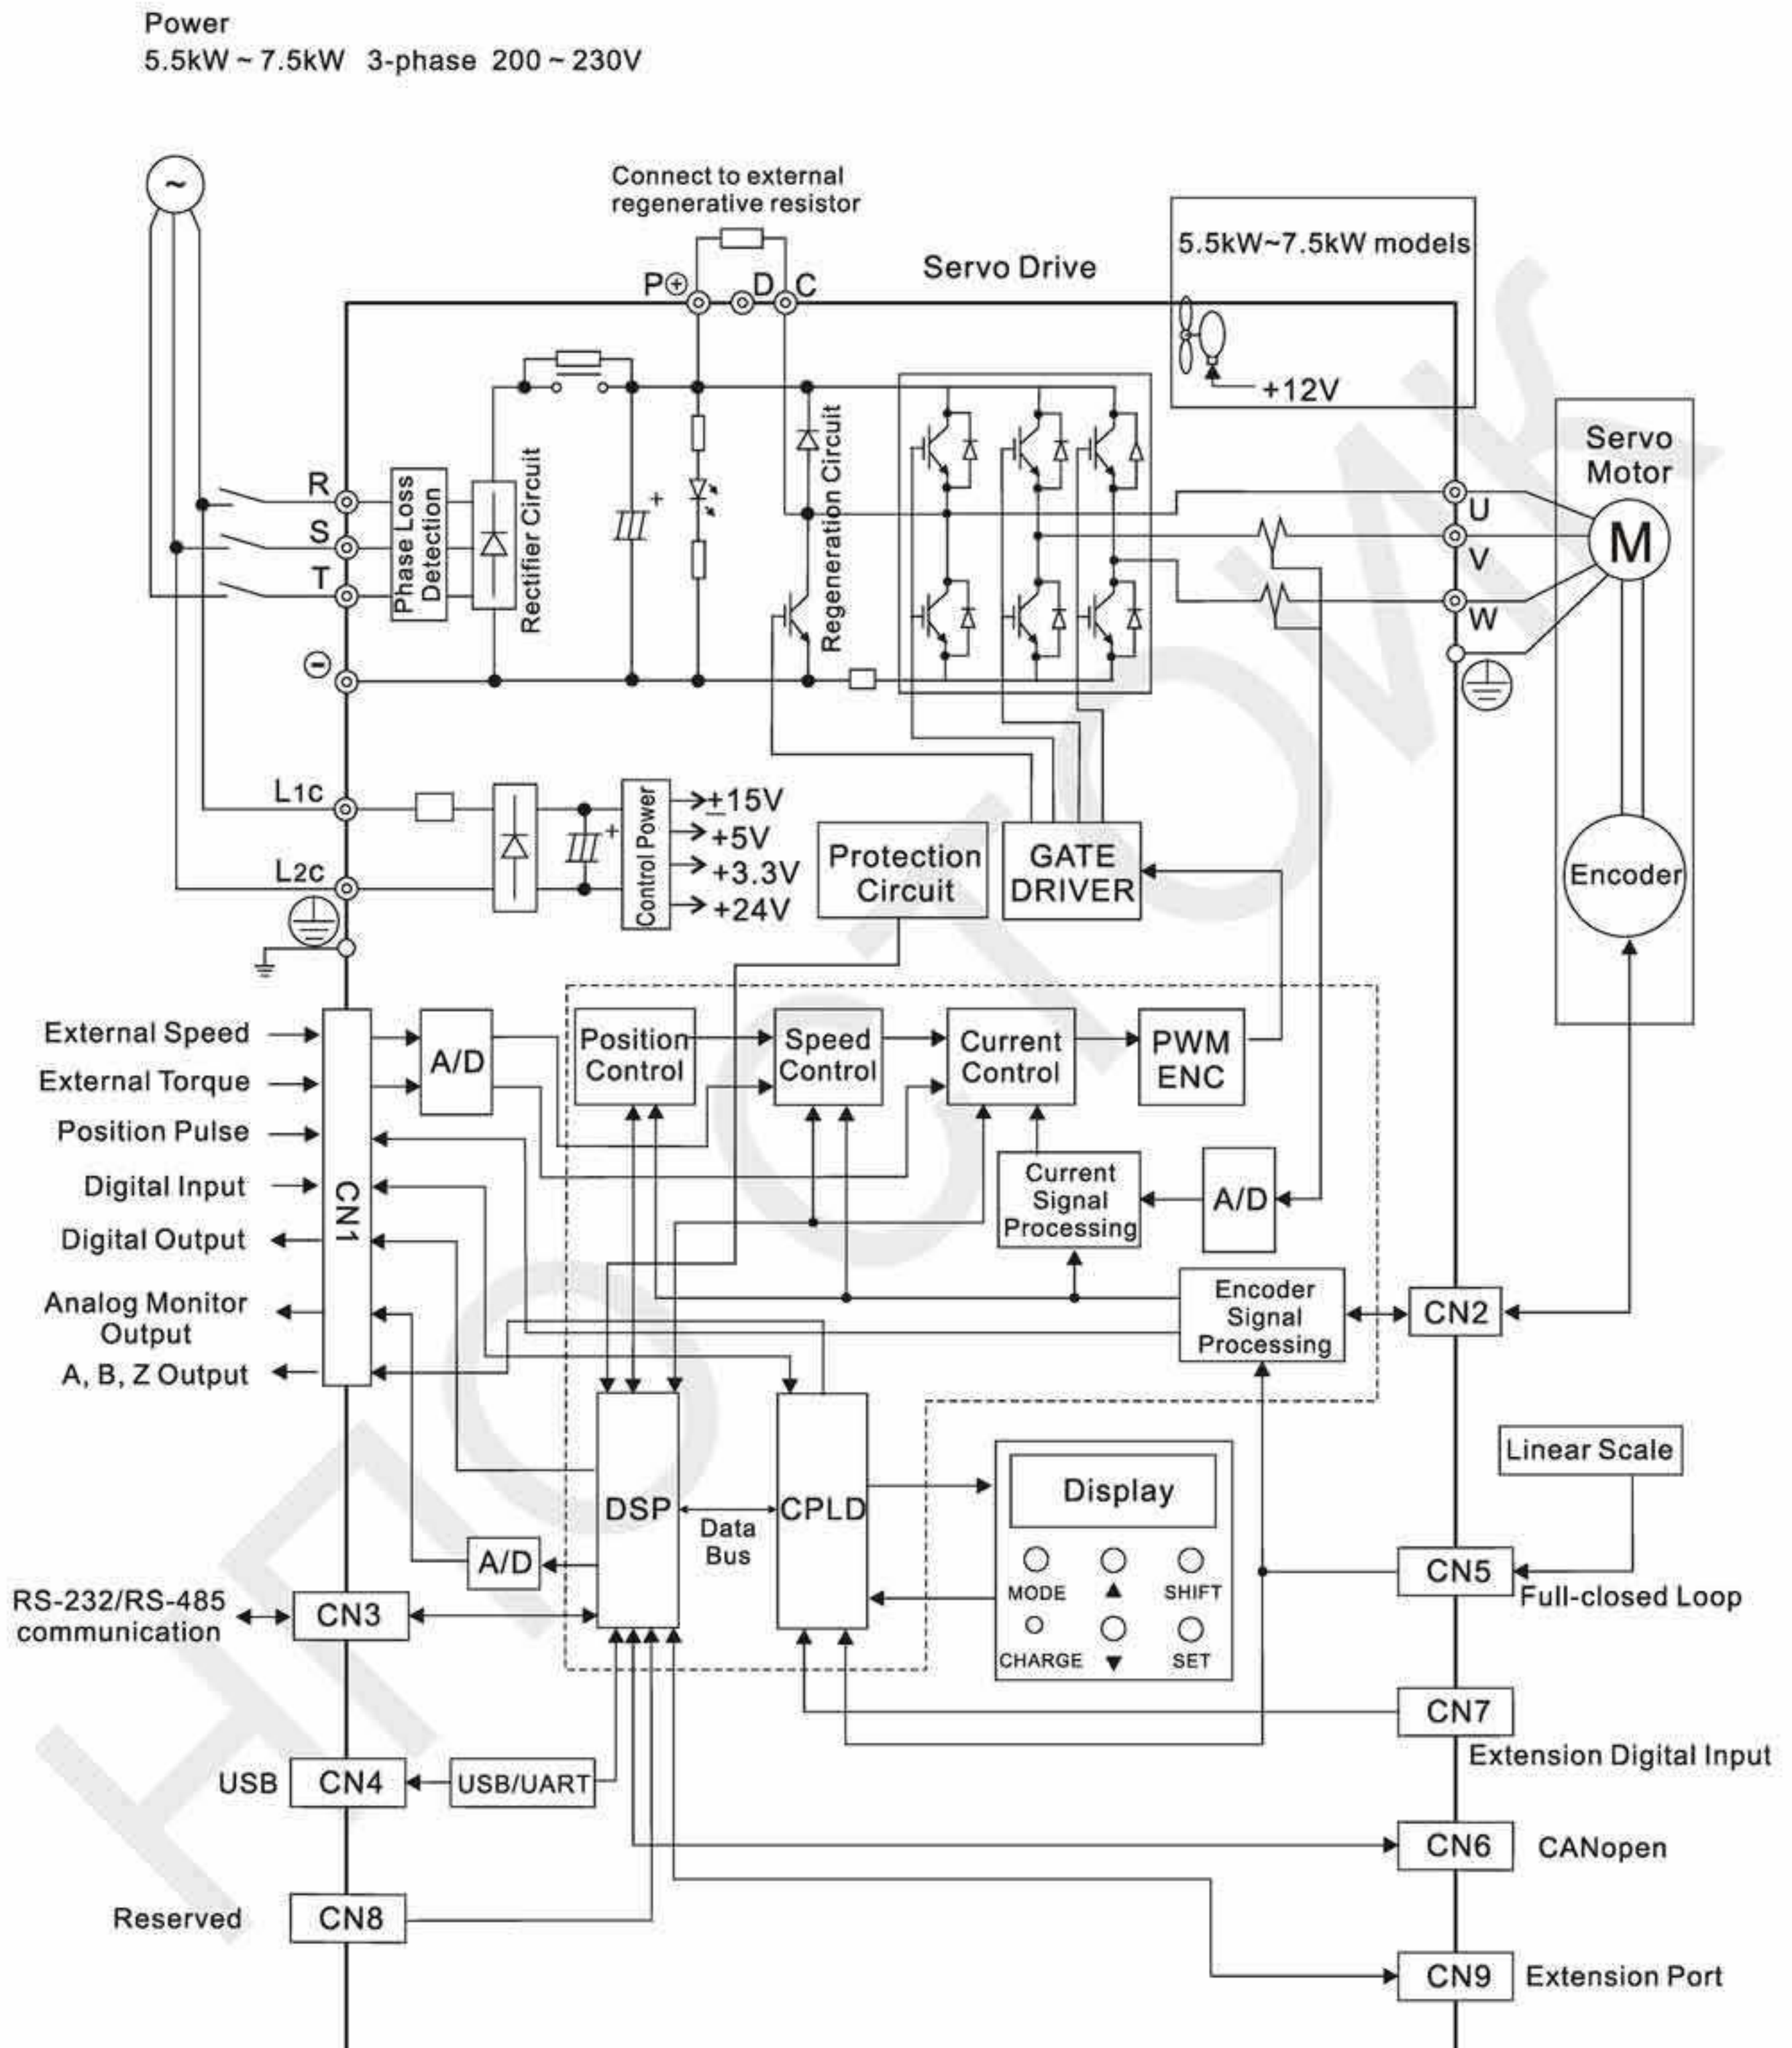 Power
5.5kW ~ 7.5kW 3-phase 200 ~ 230V
~
Connect to external
regenerative resistor
5.5kW~7.5kW models
Servo Drive
P⊕
D
C
+12V
Servo
Motor
R
S
T
Phase Loss
Detection
Rectifier Circuit
+
Regeneration Circuit
U
V
W
M
⊖
L1C
L2C
+
Control Power
±15V
+5V
+3.3V
+24V
Protection
Circuit
GATE
DRIVER
Encoder
External Speed
External Torque
Position Pulse
Digital Input
Digital Output
Analog Monitor
Output
A, B, Z Output
CN1
A/D
Position
Control
Speed
Control
Current
Control
PWM
ENC
Current
Signal
Processing
A/D
Encoder
Signal
Processing
CN2
DSP
Data
Bus
CPLD
A/D
Display
MODE
▲
SHIFT
CHARGE
▼
SET
Linear Scale
CN5
Full-closed Loop
RS-232/RS-485
communication
CN3
CN7
Extension Digital Input
USB
CN4
USB/UART
CN6
CANopen
Reserved
CN8
CN9
Extension Port
НПО СТОИК